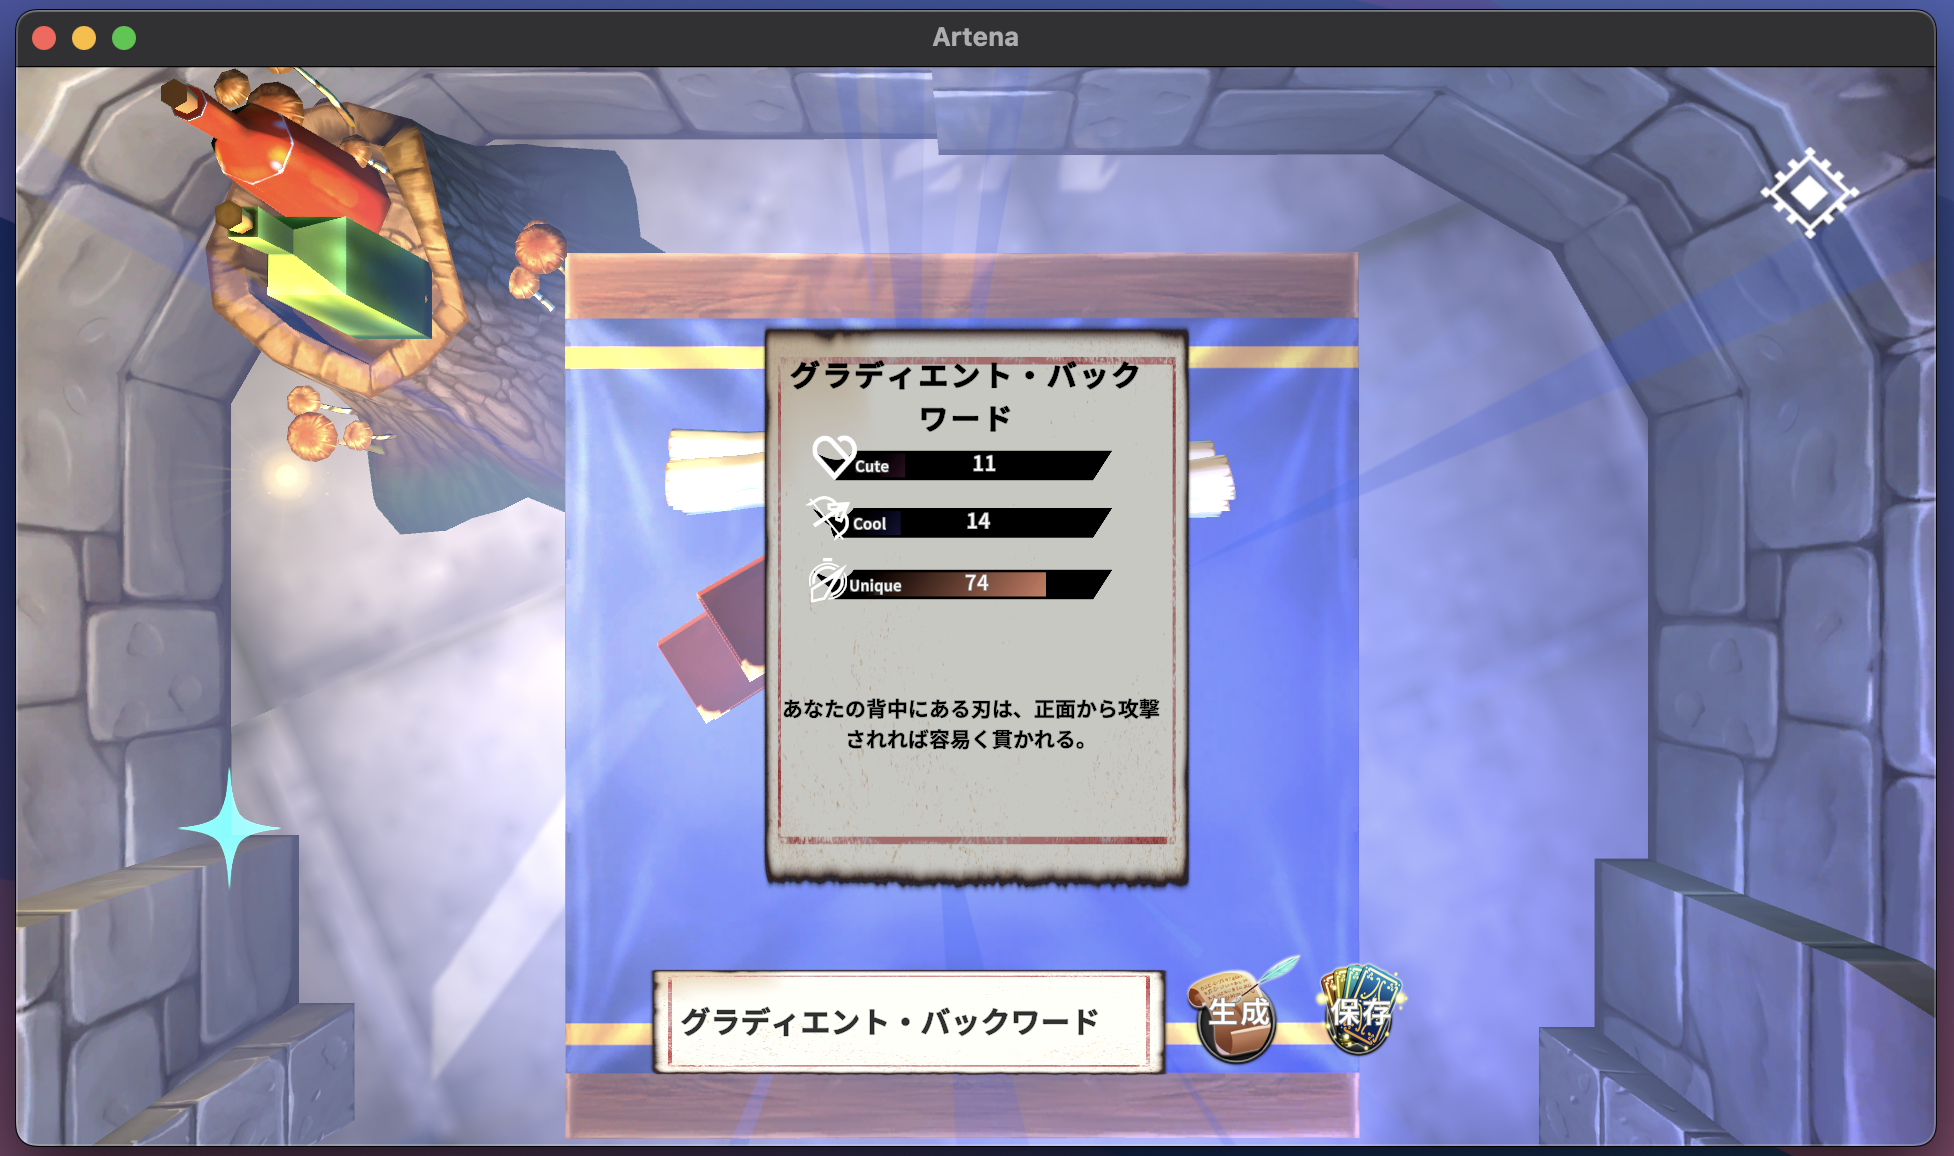 Artena
グラディエント・バック
ワード
Cute 11
Cool 14
Unique 74
あなたの背中にある刃は、正面から攻撃
されれば容易く貫かれる。
グラディエント・バックワード
生成
保存